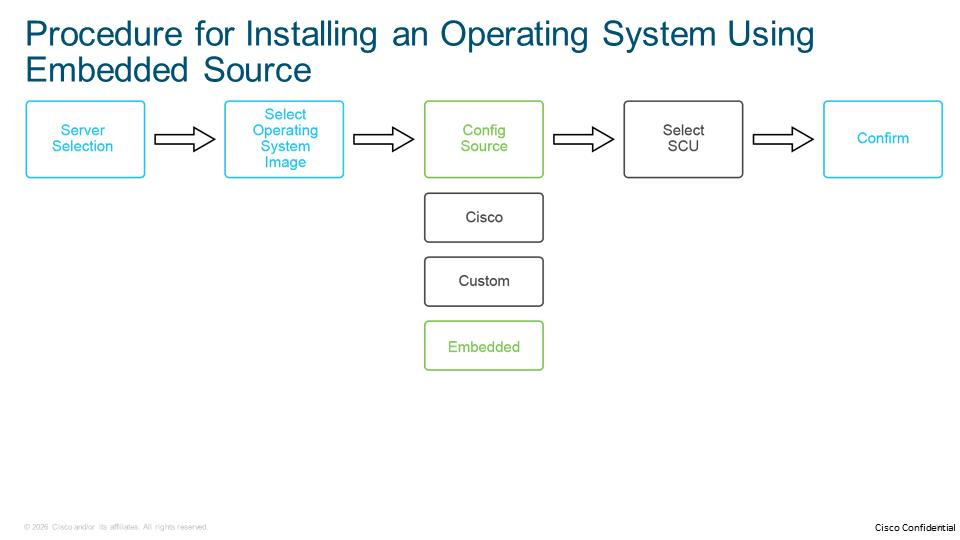 Procedure for Installing an Operating System Using
Embedded Source
Server
Selection
Select
Operating
System
Image
Config
Source
Select
SCU
Confirm
Cisco
Custom
Embedded
© 2026 Cisco and/or its affiliates. All rights reserved.
Cisco Confidential